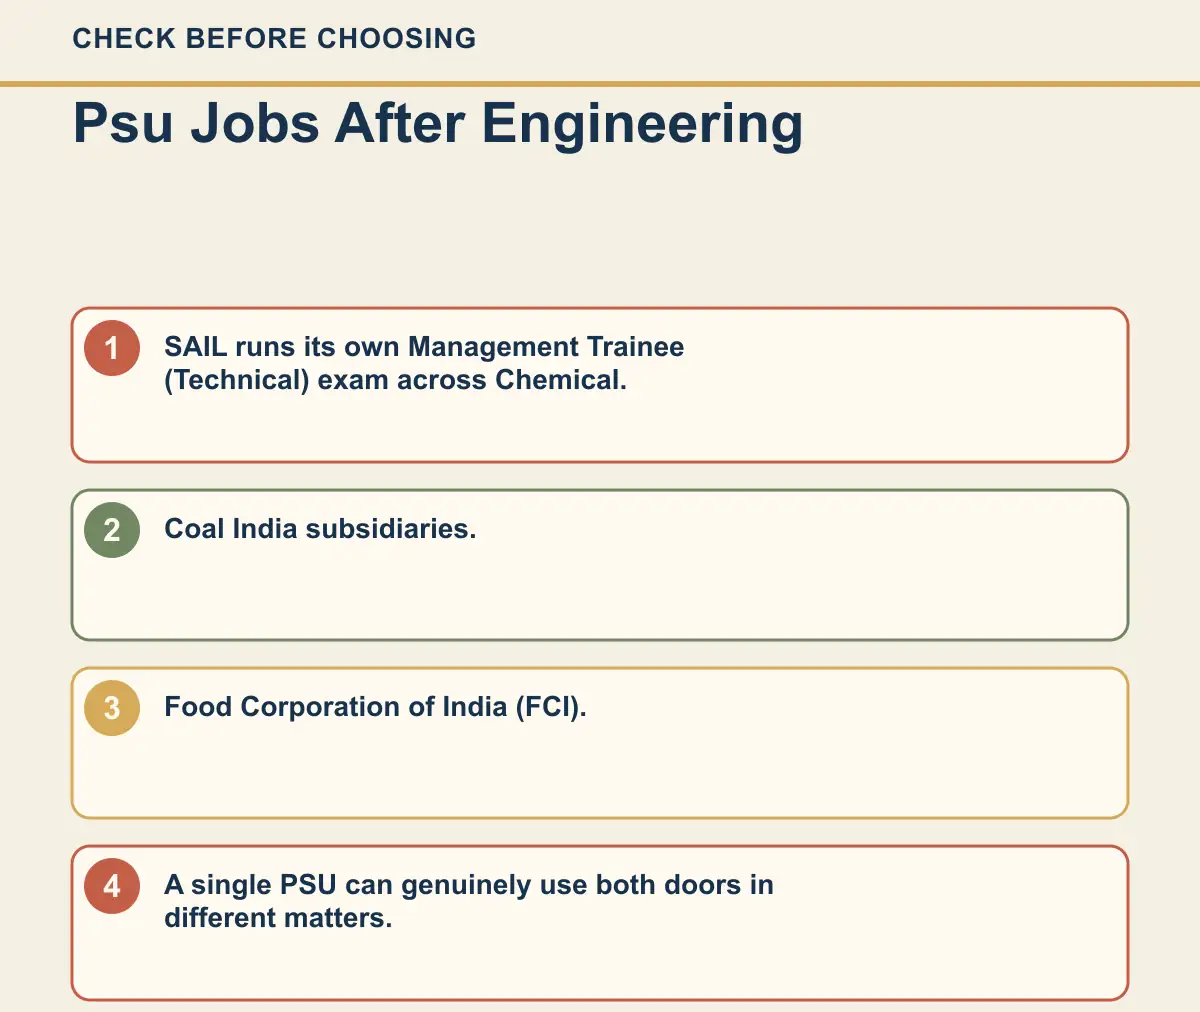 CHECK BEFORE CHOOSING
Psu Jobs After Engineering
1
SAIL runs its own Management Trainee
(Technical) exam across Chemical.
2
Coal India subsidiaries.
3
Food Corporation of India (FCI).
4
A single PSU can genuinely use both doors in
different matters.